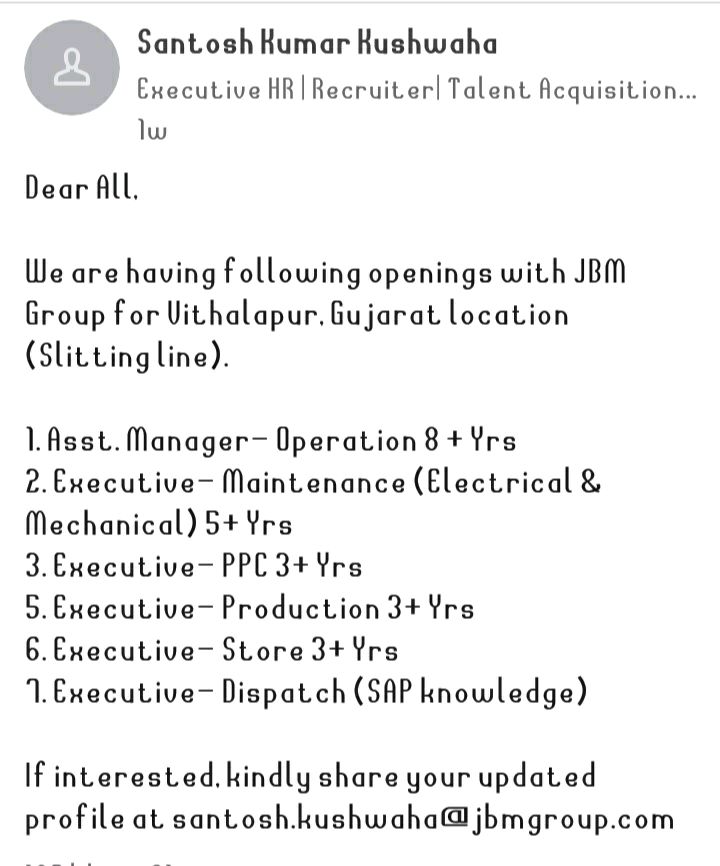 Santosh Kumar Kushwaha
Executive HR | Recruiter| Talent Acquisition...
1w
Dear All,
We are having following openings with JBM
Group for Vithalapur, Gujarat location
(Slitting line).
1. Asst. Manager- Operation 8 + Yrs
2. Executive- Maintenance (Electrical &
Mechanical) 5+ Yrs
3. Executive- PPC 3+ Yrs
5. Executive- Production 3+ Yrs
6. Executive- Store 3+ Yrs
7. Executive- Dispatch (SAP knowledge)
If interested, kindly share your updated
profile at santosh.kushwaha@jbmgroup.com